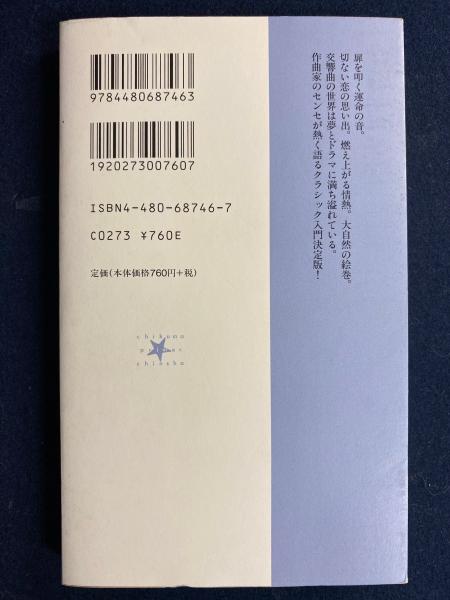 扉を叩く運命の音。
切ない恋の思い出。燃え上がる情熱。大自然の絵巻。
交響曲の世界は夢とドラマに満ち溢れている。
作曲家のセンセが熱く語るクラシック入門決定版！
9784480687463
1920273007607
ISBN4-480-68746-7
C0273 ¥760E
定価(本体価格760円+税)
chikuma
primer
shinsho